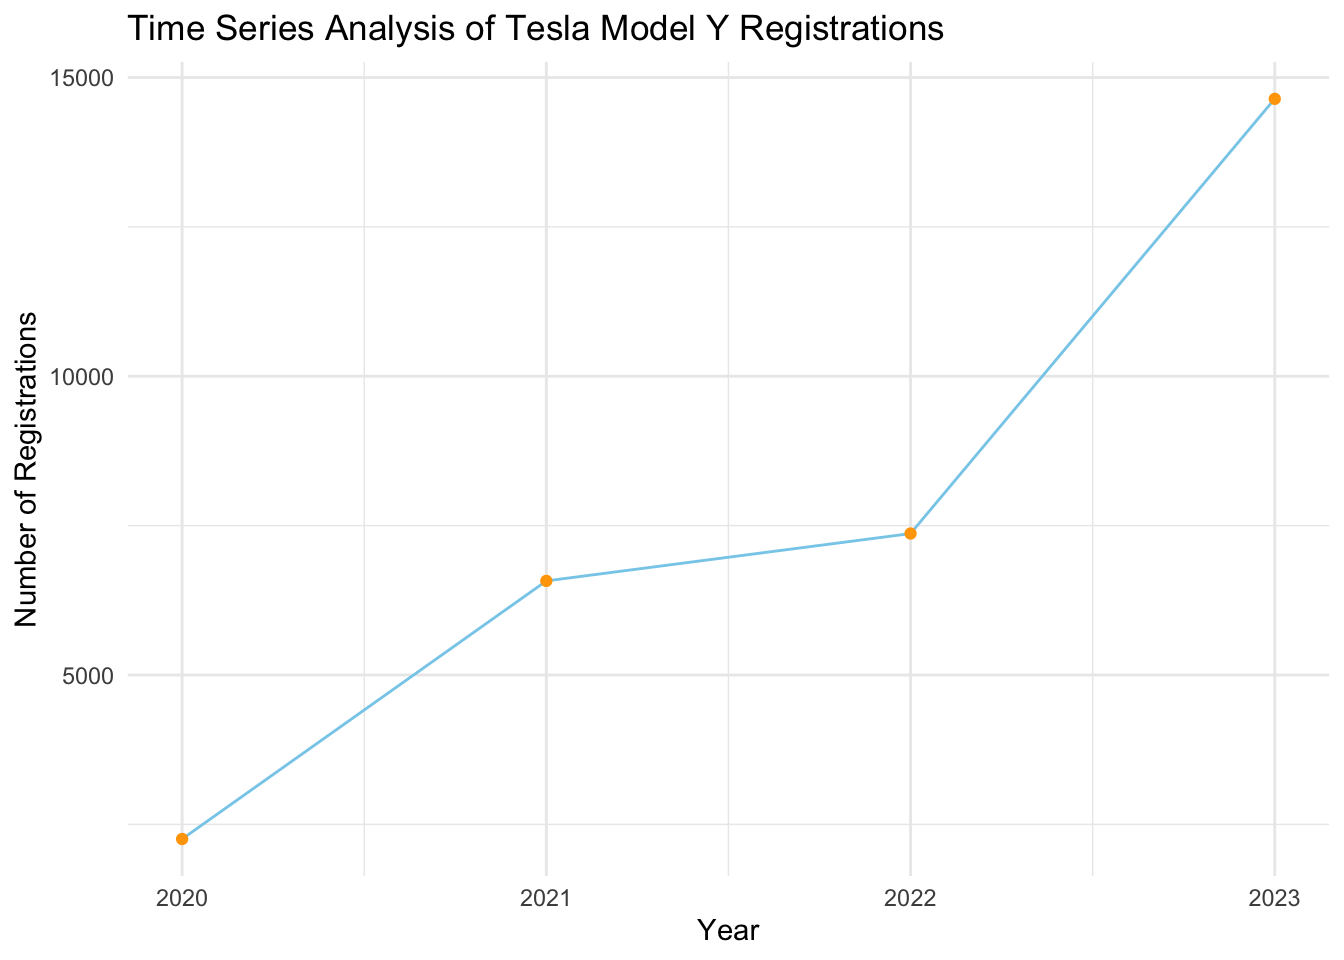 Time Series Analysis of Tesla Model Y Registrations
15000
10000
5000
Number of Registrations
2020 2021 2022 2023
Year